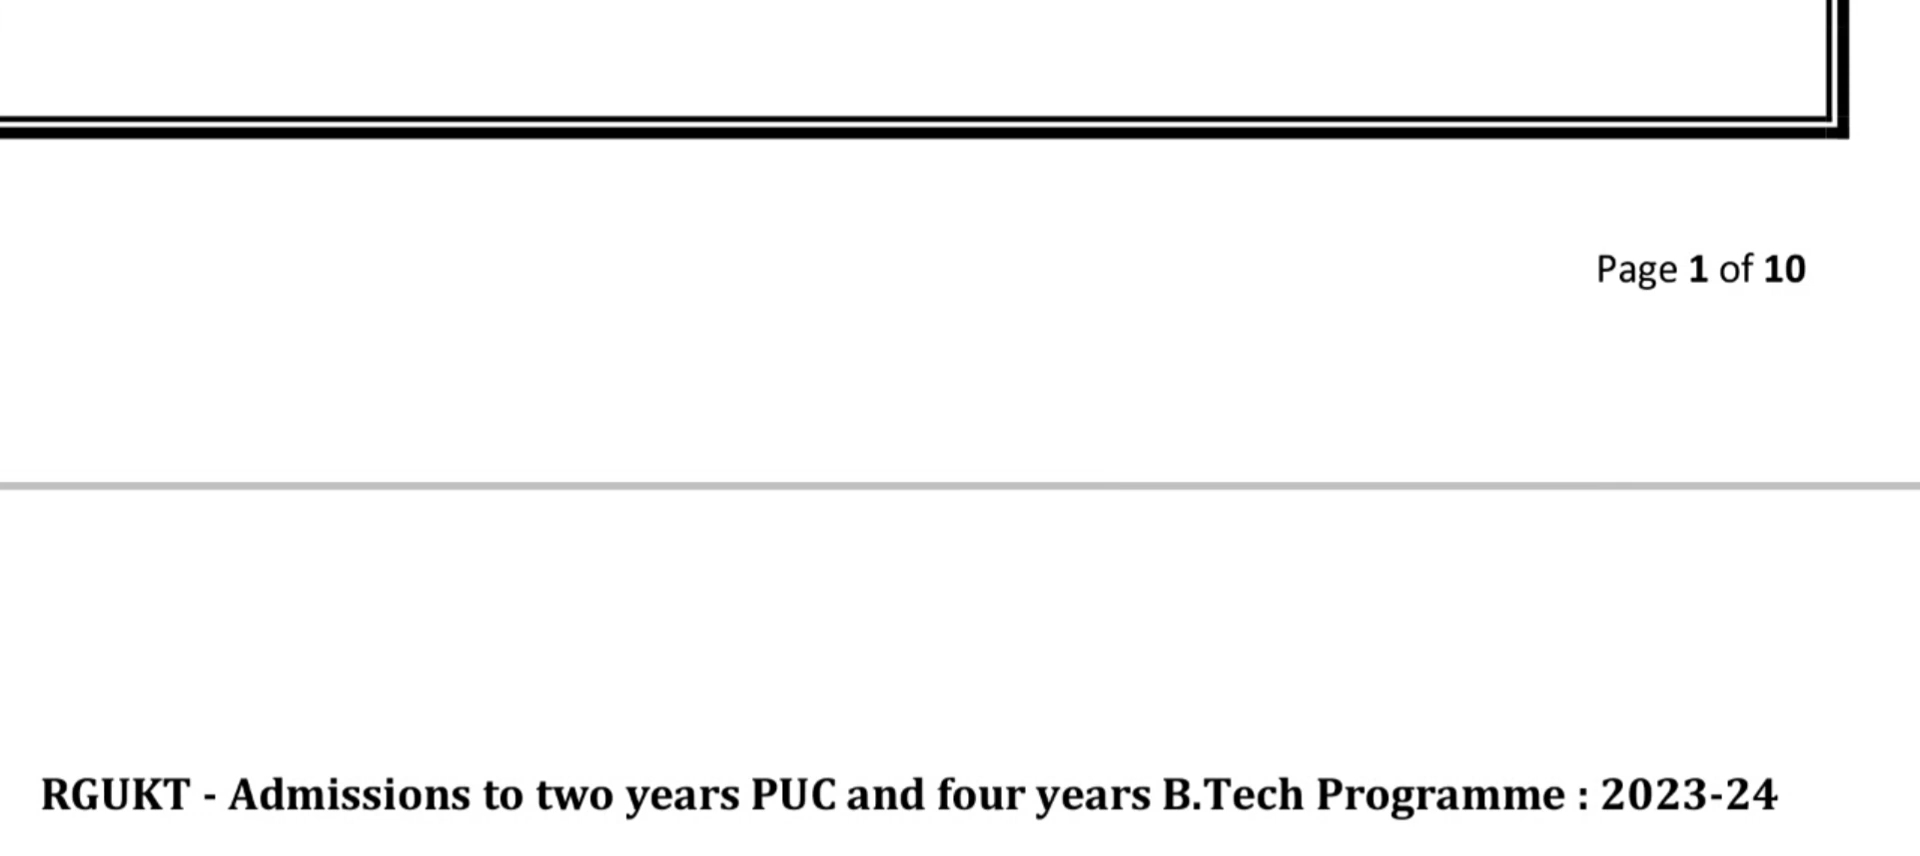 Page 1 of 10
RGUKT - Admissions to two years PUC and four years B.Tech Programme : 2023-24